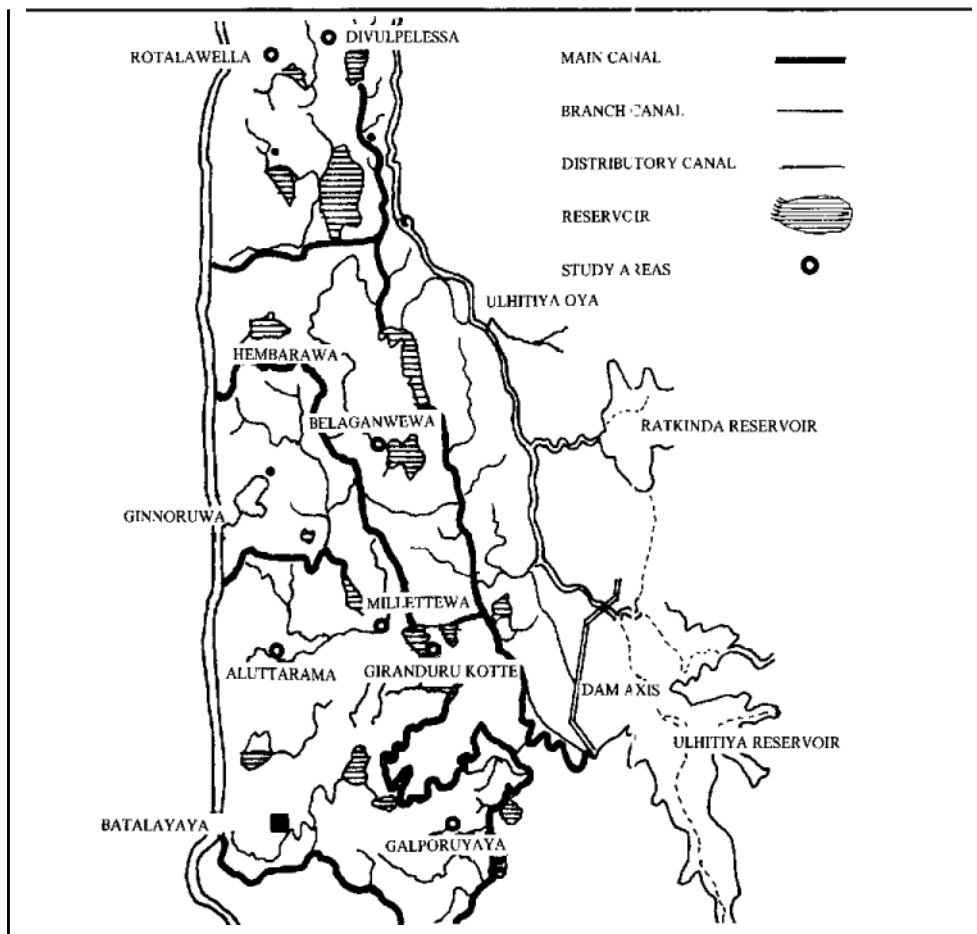 DIVULPELESSA
ROTALAWELLA
MAIN CANAL
BRANCH CANAL
DISTRIBUTORY CANAL
RESERVOIR
STUDY AREAS
ULHITIYA OYA
HEMBARAWA
BELAGANWEWA
RATKINDA RESERVOIR
GINNORUWA
MILLETTEWA
ALUTTARAMA
GIRANDURU KOTTE
DAM AXIS
ULHITIYA RESERVOIR
BATALAYAYA
GALPORUYAYA